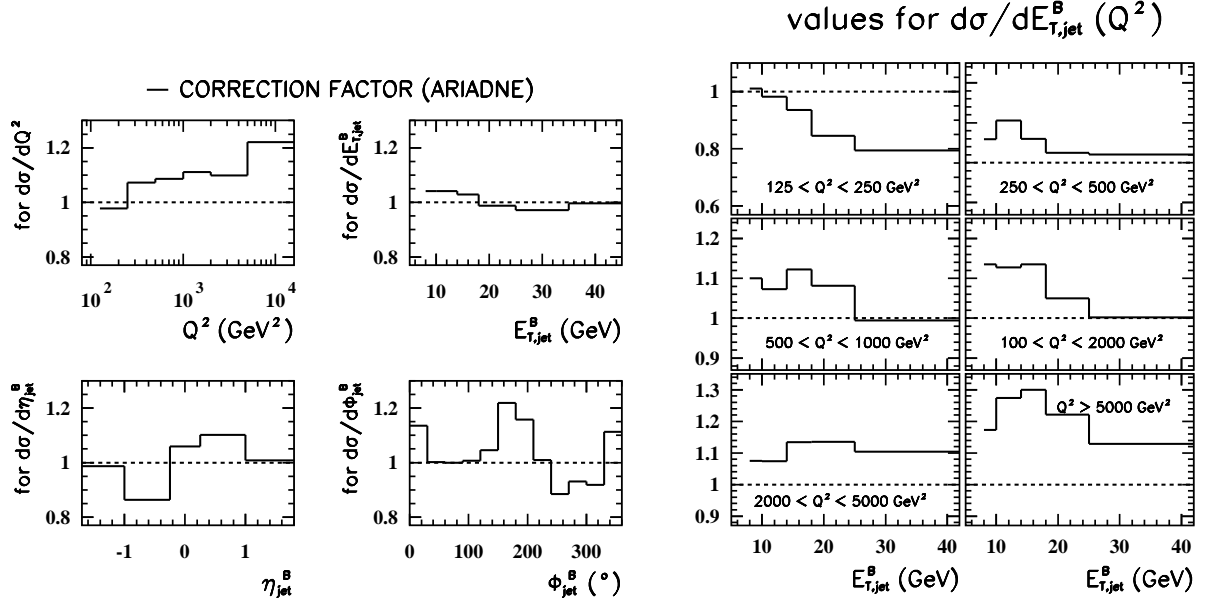 values for dσ/dE^B_T,jet (Q²)
— CORRECTION FACTOR (ARIADNE)
for dσ/dQ²
1.2
1
0.8
10² 10³ 10⁴
Q² (GeV²)
for dσ/dE^B_T,jet
1.2
1
0.8
10 20 30 40
E^B_T,jet (GeV)
for dσ/dη^B_jet
1.2
1
0.8
-1 0 1
η^B_jet
for dσ/dϕ^B_jet
1.2
1
0.8
0 100 200 300
ϕ^B_jet (°)
1
0.8
0.6
125 < Q² < 250 GeV²
250 < Q² < 500 GeV²
1.2
1.1
1
0.9
500 < Q² < 1000 GeV²
100 < Q² < 2000 GeV²
1.3
1.2
1.1
1
0.9
2000 < Q² < 5000 GeV²
Q² > 5000 GeV²
10 20 30 40
10 20 30 40
E^B_T,jet (GeV)
E^B_T,jet (GeV)